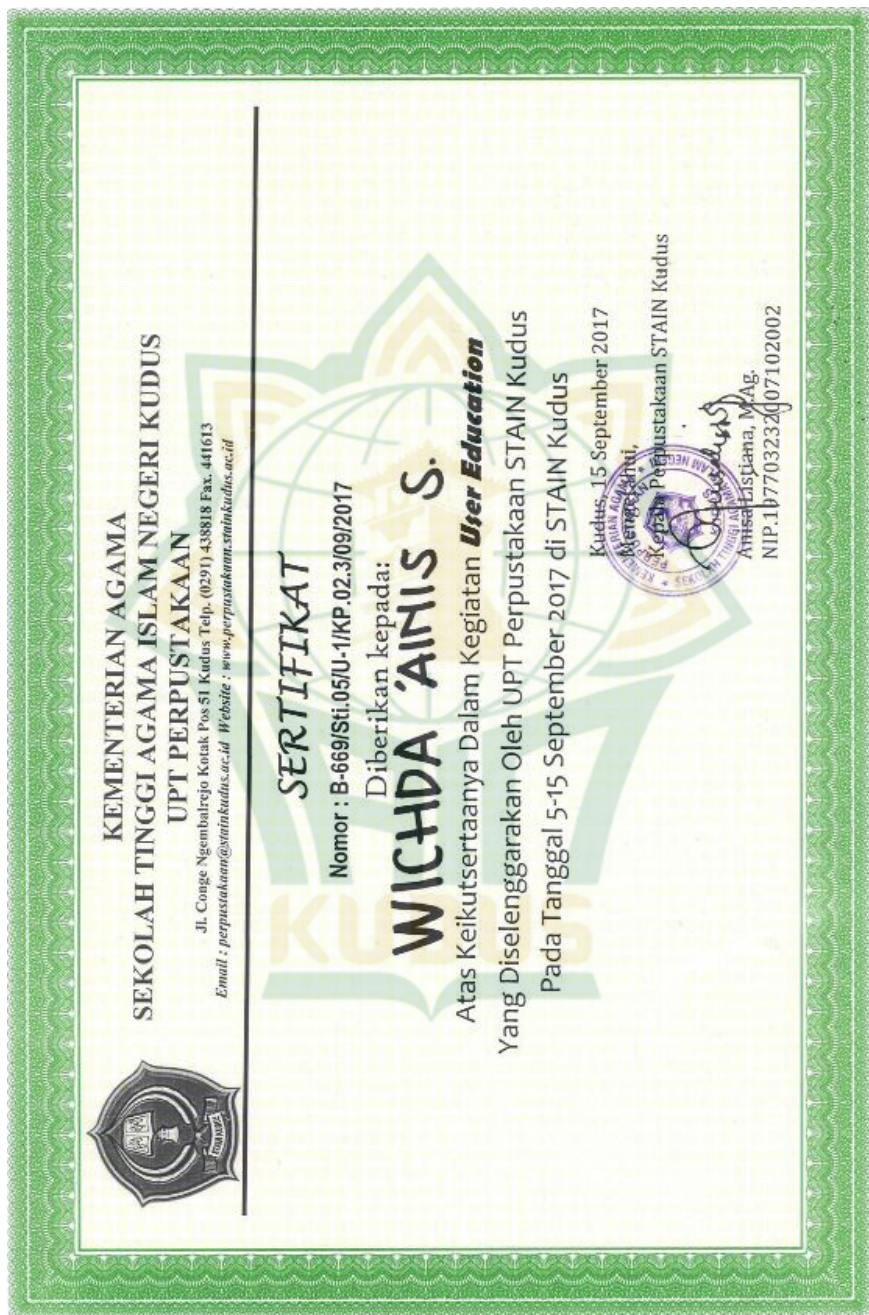 KEMENTERIAN AGAMA
SEKOLAH TINGGI AGAMA ISLAM NEGERI KUDUS
UPT PERPUSTAKAAN
Jl. Conge Ngembalrejo Kotak Pos 51 Kudus Telp. (0291) 438818 Fax. 441613
Email : perpustakaan@stainkudus.ac.id Website : www.perpustakaan.stainkudus.ac.id
SERTIFIKAT
Nomor : B-669/Sti.05/U-1/KP.02.3/09/2017
Diberikan kepada:
WICHDA 'AINIS S.
Atas Keikutsertaanya Dalam Kegiatan User Education
Yang Diselenggarakan Oleh UPT Perpustakaan STAIN Kudus
Pada Tanggal 5-15 September 2017 di STAIN Kudus
Kudus, 15 September 2017
Mengetahui,
Kepala Perpustakaan STAIN Kudus
Anisa Listiana, M.Ag.
NIP.197703232007102002
KUDUS